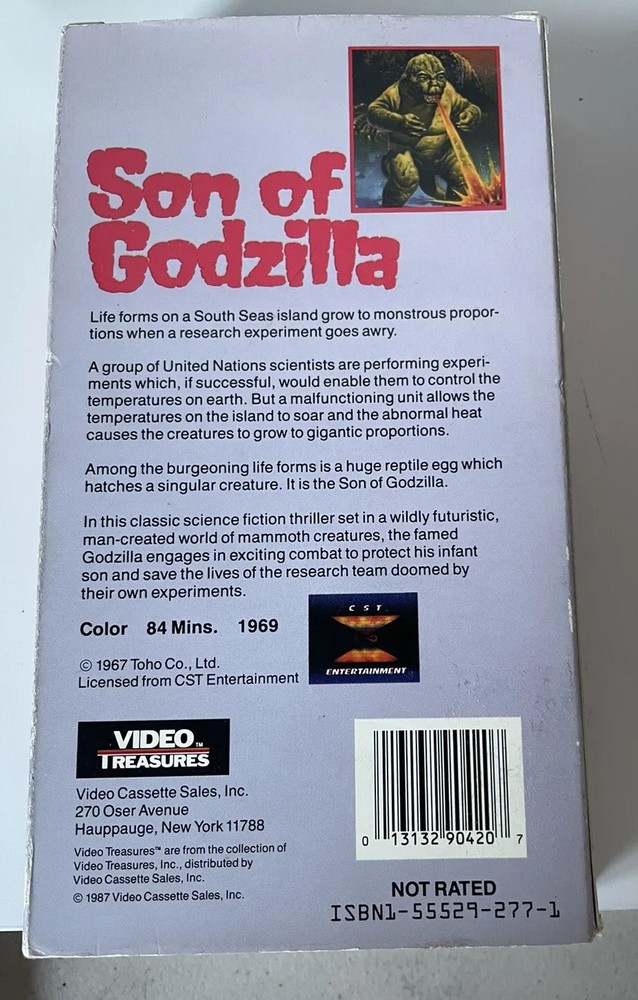 Son of
Godzilla
Life forms on a South Seas island grow to monstrous propor-
tions when a research experiment goes awry.
A group of United Nations scientists are performing experi-
ments which, if successful, would enable them to control the
temperatures on earth. But a malfunctioning unit allows the
temperatures on the island to soar and the abnormal heat
causes the creatures to grow to gigantic proportions.
Among the burgeoning life forms is a huge reptile egg which
hatches a singular creature. It is the Son of Godzilla.
In this classic science fiction thriller set in a wildly futuristic,
man-created world of mammoth creatures, the famed
Godzilla engages in exciting combat to protect his infant
son and save the lives of the research team doomed by
their own experiments.
Color 84 Mins. 1969
© 1967 Toho Co., Ltd.
Licensed from CST Entertainment
CST
ENTERTAINMENT
VIDEO TM
TREASURES
Video Cassette Sales, Inc.
270 Oser Avenue
Hauppauge, New York 11788
Video Treasures™ are from the collection of
Video Treasures, Inc., distributed by
Video Cassette Sales, Inc.
© 1987 Video Cassette Sales, Inc.
0 13132 90420 7
NOT RATED
ISBN1-55529-277-1